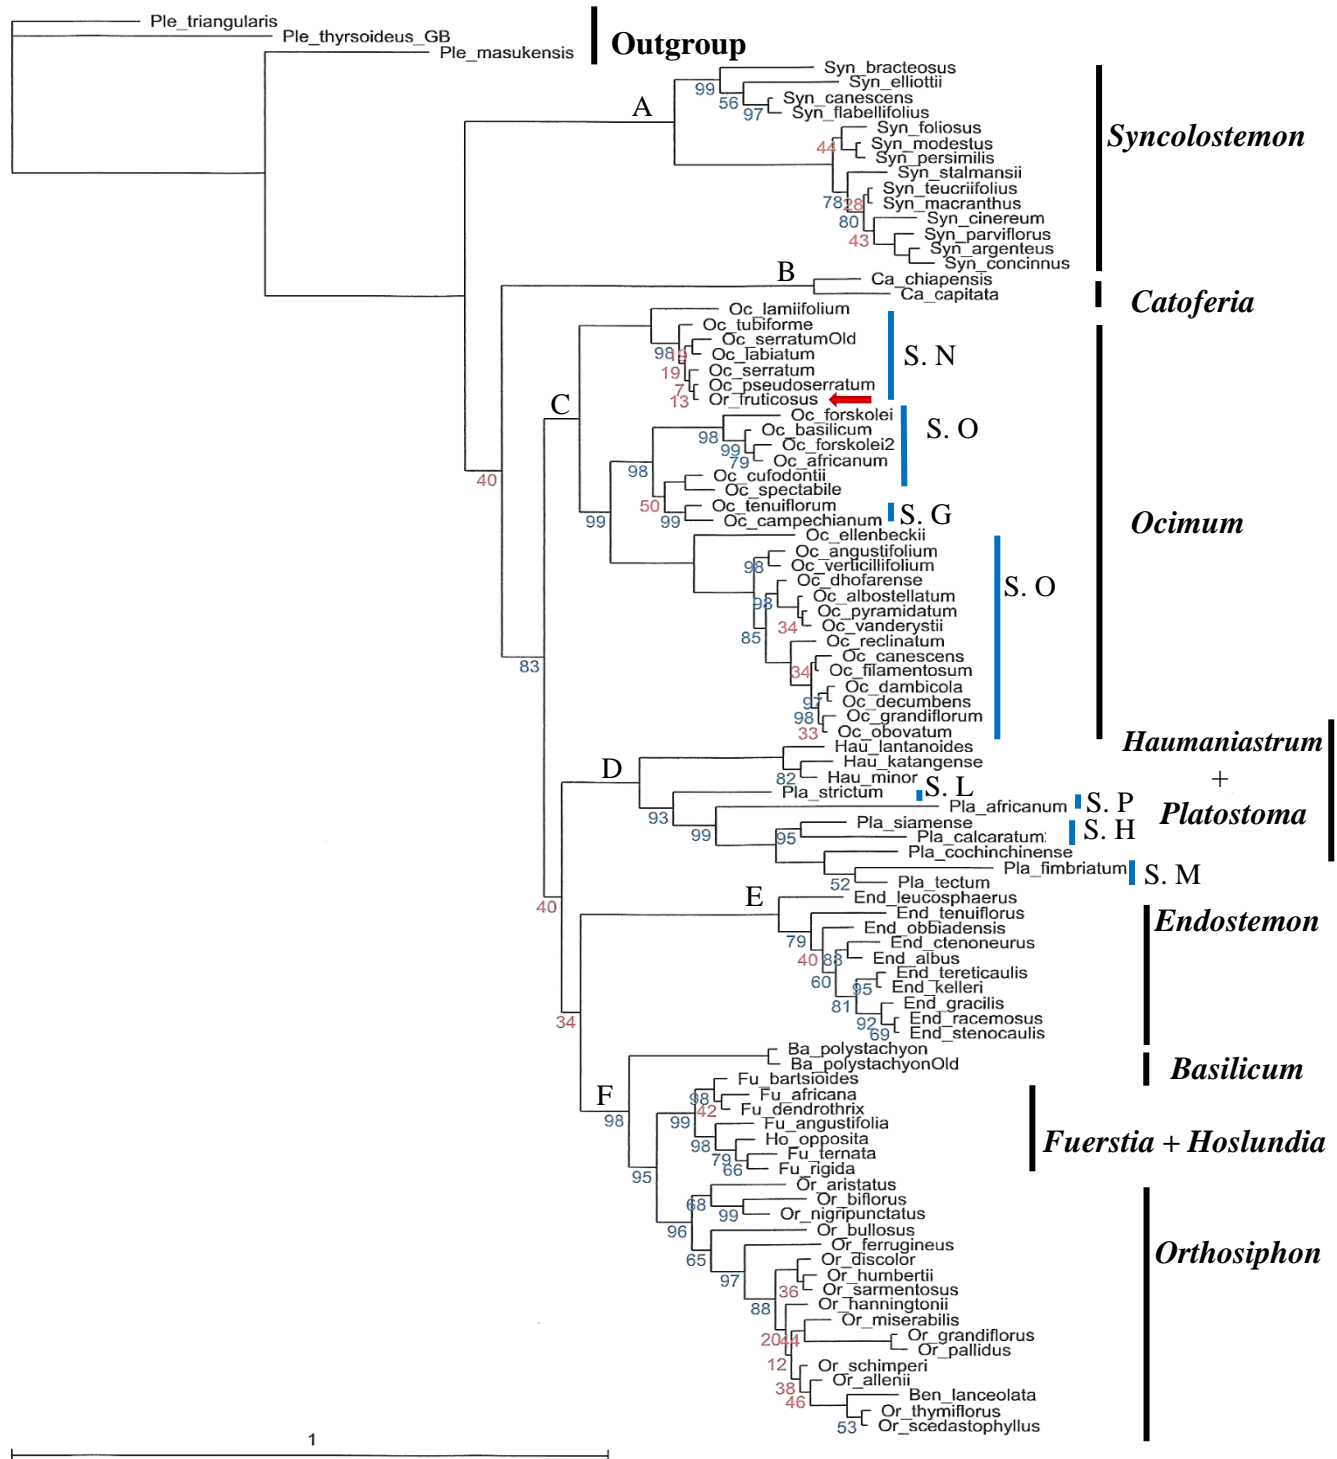 Ple_triangularis
Ple_thyrsoideus_GB
Ple_masukensis
Outgroup
Syn_bracteosus
Syn_elliottii
99
56
Syn_canescens
97
Syn_flabellifolius
A
Syn_foliosus
Syn_modestus
44
Syn_persimilis
Syncolostemon
Syn_stalmansii
Syn_teucriifolius
78
28
Syn_macranthus
80
Syn_cinereum
43
Syn_parviflorus
Syn_argenteus
Syn_concinnus
B
Ca_chiapensis
Ca_capitata
Catoferia
Oc_lamiifolium
Oc_tubiforme
Oc_serratumOld
98
Oc_labiatum
S. N
19
Oc_serratum
7
Oc_pseudoserratum
13
Or_fruticosus
C
Oc_forskolei
Oc_basilicum
S. O
98
Oc_forskolei2
99
79
Oc_africanum
98
Oc_cufodontii
40
Oc_spectabile
50
Oc_tenuiflorum
99
99
Oc_campechianum
S. G
Ocimum
Oc_ellenbeckii
Oc_angustifolium
98
Oc_verticillifolium
Oc_dhofarense
S. O
98
Oc_albostellatum
Oc_pyramidatum
34
Oc_vanderystii
85
Oc_reclinatum
83
Oc_canescens
34
Oc_filamentosum
Oc_dambicola
97
Oc_decumbens
98
Oc_grandiflorum
33
Oc_obovatum
Haumaniastrum
+
Platostoma
D
Hau_lantanoides
Hau_katangense
82
Hau_minor
S. L
Pla_strictum
93
Pla_africanum
S. P
99
Pla_siamense
95
Pla_calcaratum
S. H
Pla_cochinchinense
Pla_fimbriatum
S. M
52
Pla_tectum
40
E
End_leucosphaerus
End_tenuiflorus
Endostemon
79
End_obbiadensis
End_ctenoneurus
40
88
End_albus
60
End_tereticaulis
95
End_kelleri
81
End_gracilis
92
End_racemosus
69
End_stenocaulis
34
Ba_polystachyon
Ba_polystachyonOld
Basilicum
F
98
Fu_bartsioides
98
Fu_africana
42
Fu_dendrothrix
99
Fu_angustifolia
98
Ho_opposita
79
Fu_ternata
66
Fu_rigida
Fuerstia + Hoslundia
95
Or_aristatus
68
Or_biflorus
99
Or_nigripunctatus
96
Or_bullosus
65
Or_ferrugineus
Orthosiphon
97
Or_discolor
Or_humbertii
36
Or_sarmentosus
88
Or_hanningtonii
Or_miserabilis
20
44
Or_grandiflorus
Or_pallidus
12
Or_schimperi
38
Or_allenii
46
Ben_lanceolata
Or_thymiflorus
53
Or_scedastophyllus
1